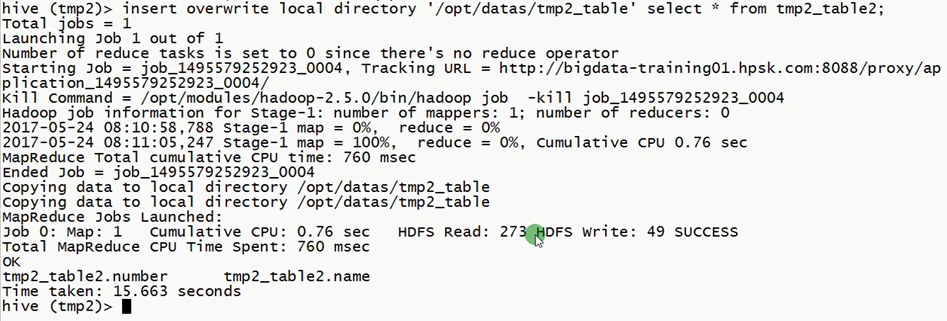 hive (tmp2)> insert overwrite local directory '/opt/datas/tmp2_table' select * from tmp2_table2;
Total jobs = 1
Launching Job 1 out of 1
Number of reduce tasks is set to 0 since there's no reduce operator
Starting Job = job_1495579252923_0004, Tracking URL = http://bigdata-training01.hpsk.com:8088/proxy/ap
plication_1495579252923_0004/
Kill Command = /opt/modules/hadoop-2.5.0/bin/hadoop job  -kill job_1495579252923_0004
Hadoop job information for Stage-1: number of mappers: 1; number of reducers: 0
2017-05-24 08:10:58,788 Stage-1 map = 0%,  reduce = 0%
2017-05-24 08:11:05,247 Stage-1 map = 100%,  reduce = 0%, Cumulative CPU 0.76 sec
MapReduce Total cumulative CPU time: 760 msec
Ended Job = job_1495579252923_0004
Copying data to local directory /opt/datas/tmp2_table
Copying data to local directory /opt/datas/tmp2_table
MapReduce Jobs Launched:
Job 0: Map: 1   Cumulative CPU: 0.76 sec   HDFS Read: 273 HDFS Write: 49 SUCCESS
Total MapReduce CPU Time Spent: 760 msec
OK
tmp2_table2.number      tmp2_table2.name
Time taken: 15.663 seconds
hive (tmp2)>